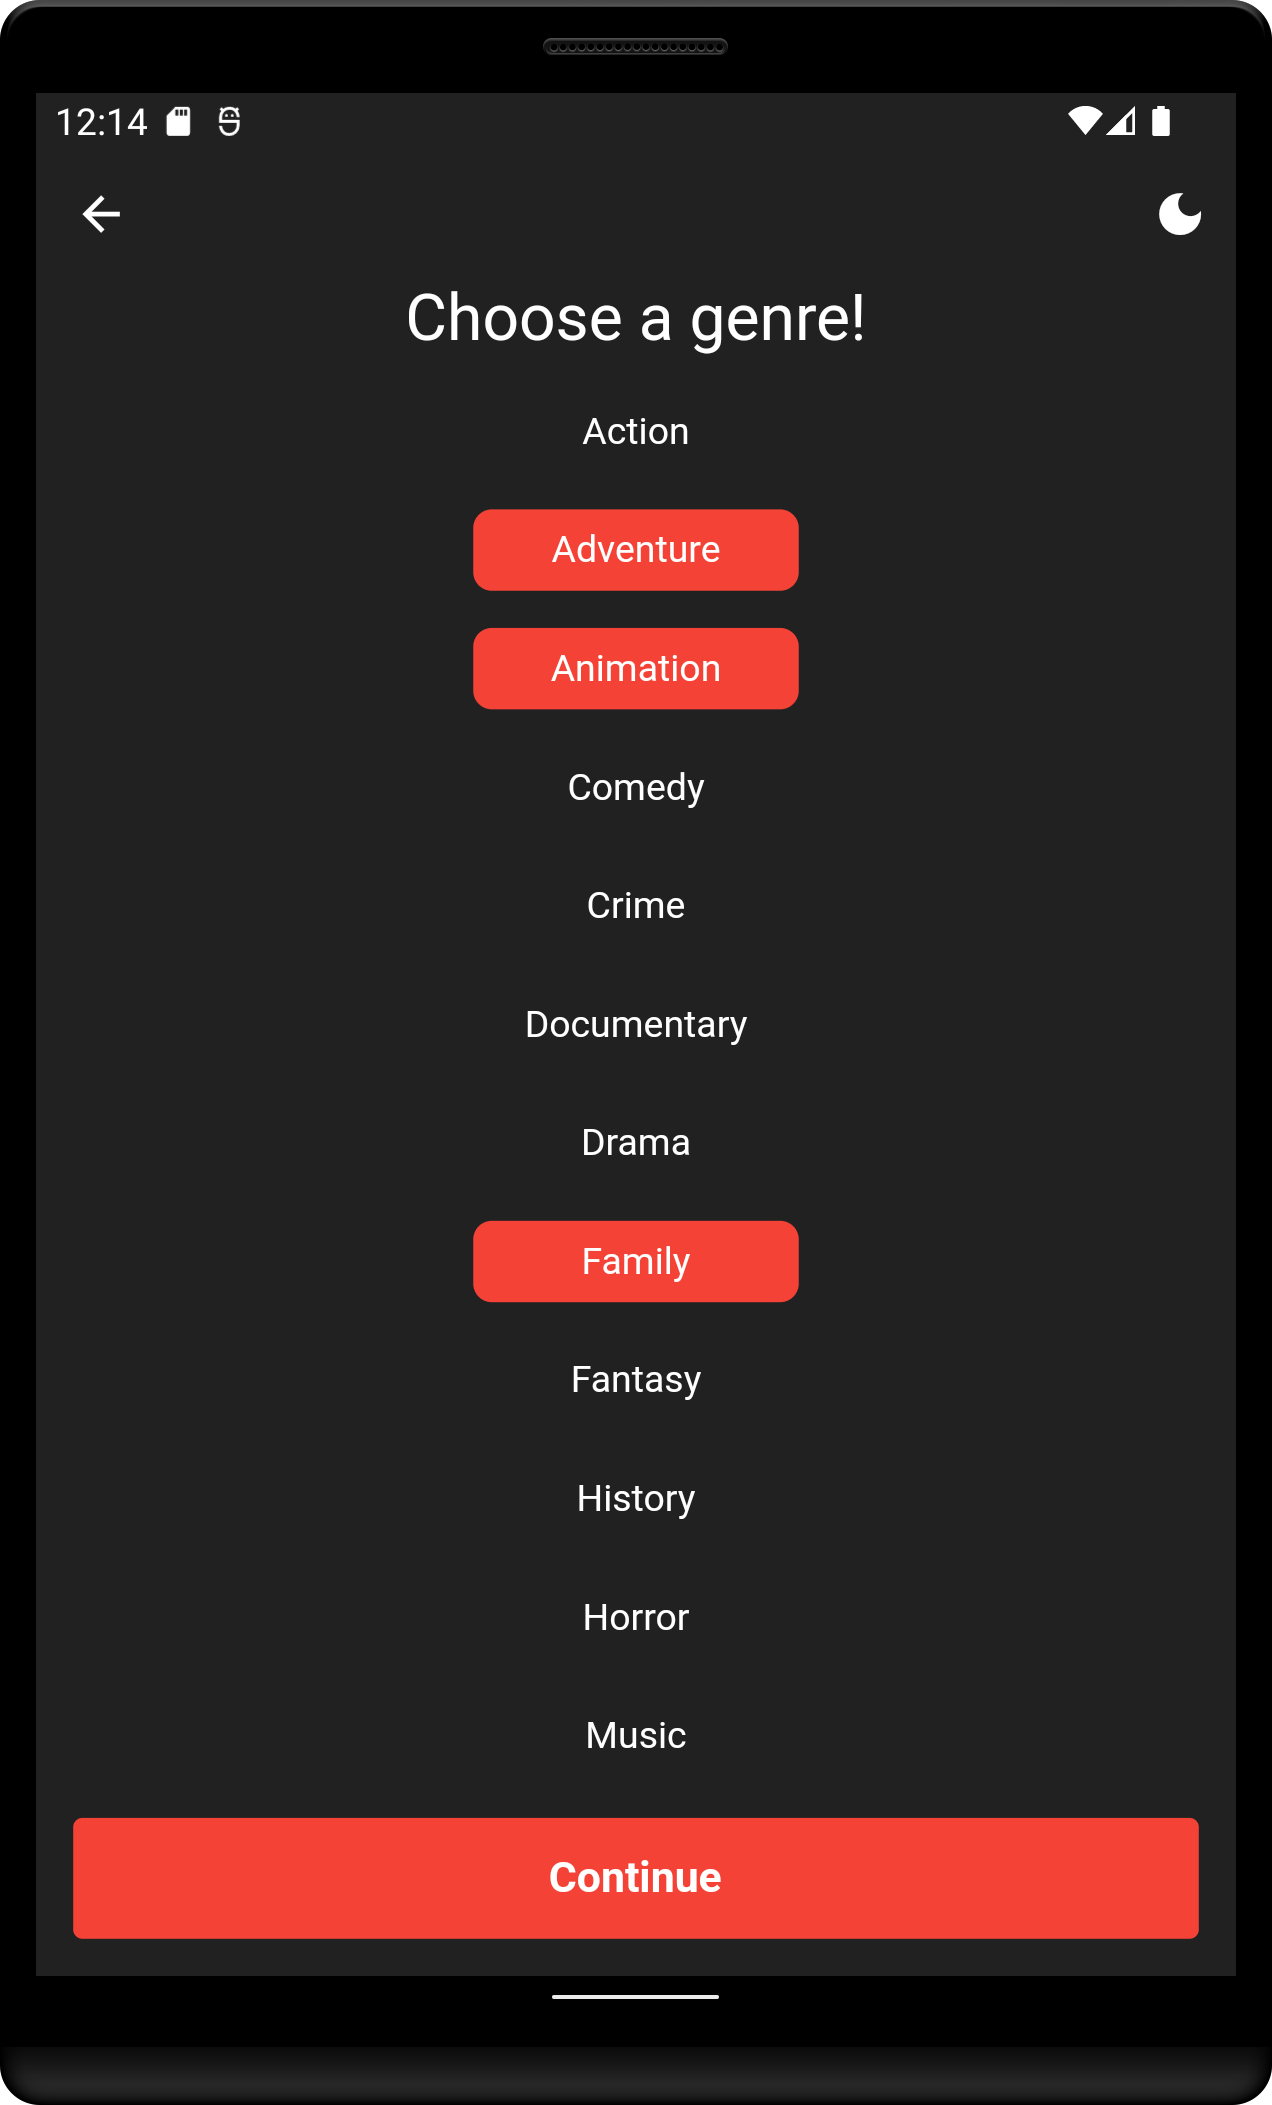 12:14
Choose a genre!
Action
Adventure
Animation
Comedy
Crime
Documentary
Drama
Family
Fantasy
History
Horror
Music
Continue